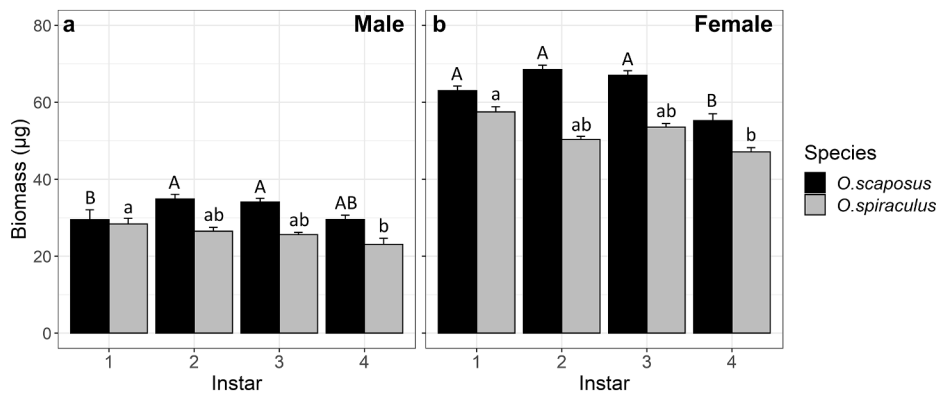 a Male
b Female
Biomass (µg)
80
60
40
20
0
B a A ab A ab AB b
A a A ab A ab B b
1 2 3 4
1 2 3 4
Instar
Instar
Species
O.scaposus
O.spiraculus